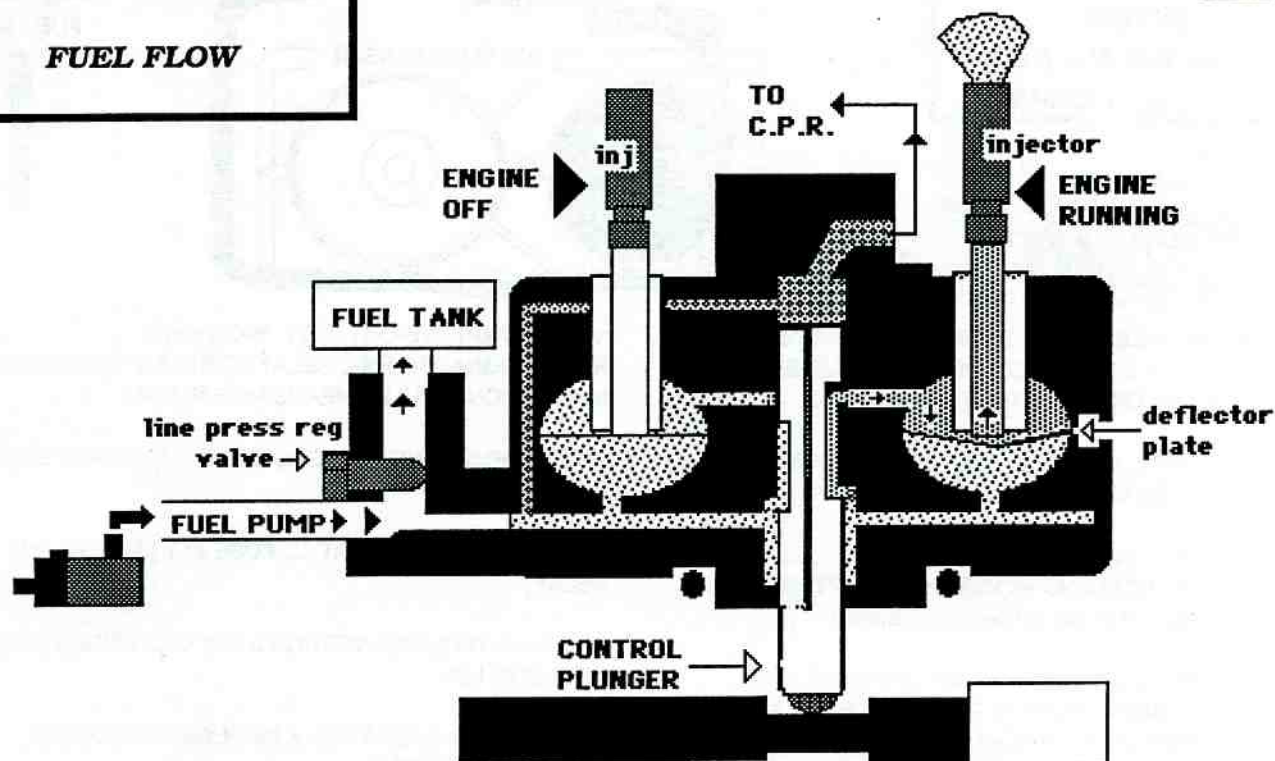 FUEL FLOW
TO
C.P.R.
inj
injector
ENGINE
OFF
ENGINE
RUNNING
FUEL TANK
line press reg
valve
deflector
plate
FUEL PUMP
CONTROL
PLUNGER